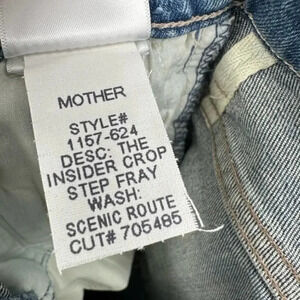 MOTHER
STYLE#
1157-624
DESC: THE
INSIDER CROP
STEP FRAY
WASH:
SCENIC ROUTE
CUT# 705485